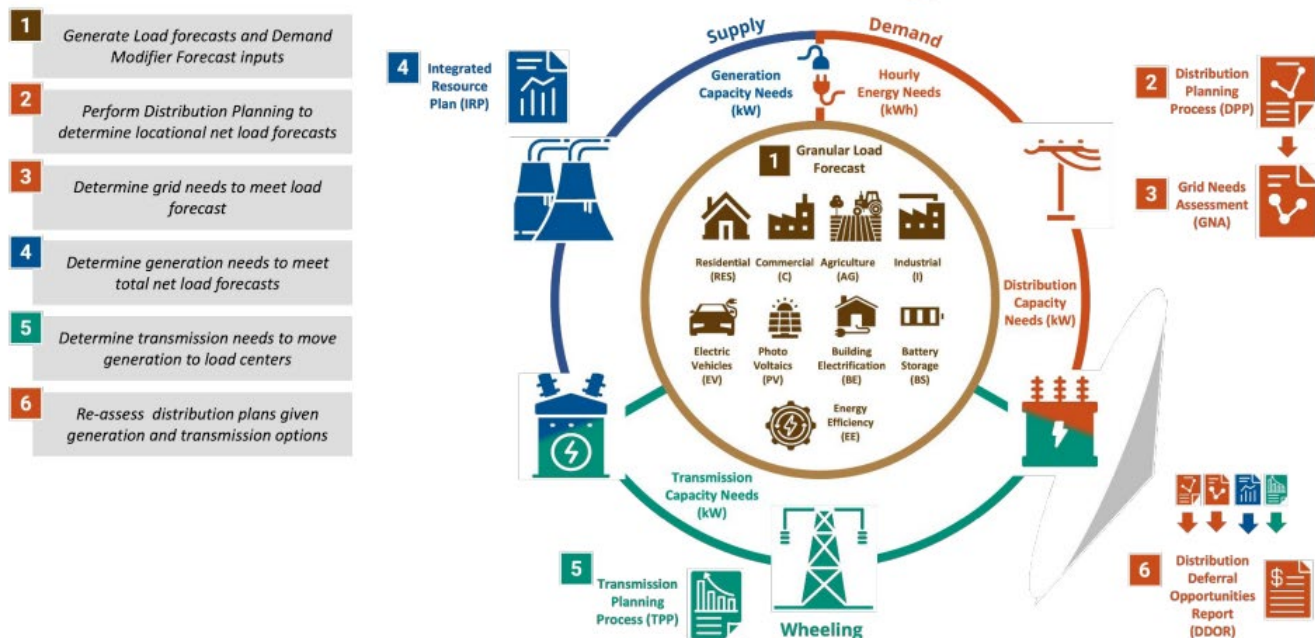 1
Generate Load forecasts and Demand
Modifier Forecast inputs
2
Perform Distribution Planning to
determine locational net load forecasts
3
Determine grid needs to meet load
forecast
4
Determine generation needs to meet
total net load forecasts
5
Determine transmission needs to move
generation to load centers
6
Re-assess distribution plans given
generation and transmission options
Supply
Demand
4
Integrated
Resource
Plan (IRP)
Generation
Capacity Needs
(kW)
Hourly
Energy Needs
(kWh)
2
Distribution
Planning
Process (DPP)
3
Grid Needs
Assessment
(GNA)
1
Granular Load
Forecast
Residential
(RES)
Commercial
(C)
Agriculture
(AG)
Industrial
(I)
Electric
Vehicles
(EV)
Photo
Voltaics
(PV)
Building
Electrification
(BE)
Battery
Storage
(BS)
Energy
Efficiency
(EE)
Distribution
Capacity
Needs (kW)
Transmission
Capacity Needs
(kW)
5
Transmission
Planning
Process (TPP)
Wheeling
6
Distribution
Deferral
Opportunities
Report
(DDOR)
$